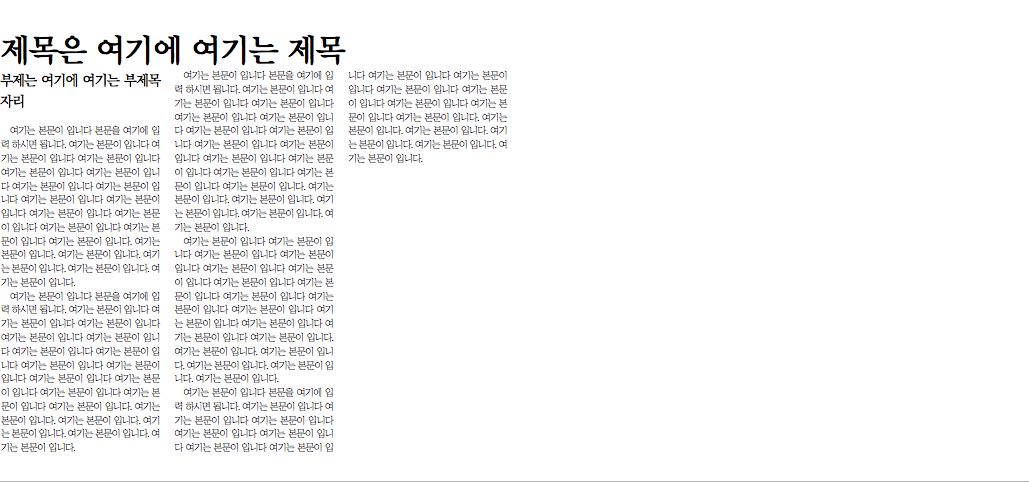 제목은 여기에 여기는 제목
부제는 여기에 여기는 부제목
자리
여기는 본문이 입니다 본문을 여기에 입
력 하시면 됩니다. 여기는 본문이 입니다 여
기는 본문이 입니다 여기는 본문이 입니다
여기는 본문이 입니다 여기는 본문이 입니
다 여기는 본문이 입니다 여기는 본문이 입
니다 여기는 본문이 입니다 여기는 본문이
입니다 여기는 본문이 입니다 여기는 본문
이 입니다 여기는 본문이 입니다 여기는 본
문이 입니다 여기는 본문이 입니다. 여기는
본문이 입니다. 여기는 본문이 입니다. 여기
는 본문이 입니다. 여기는 본문이 입니다. 여
기는 본문이 입니다.
여기는 본문이 입니다 본문을 여기에 입
력 하시면 됩니다. 여기는 본문이 입니다 여
기는 본문이 입니다 여기는 본문이 입니다
여기는 본문이 입니다 여기는 본문이 입니
다 여기는 본문이 입니다 여기는 본문이 입
니다 여기는 본문이 입니다 여기는 본문이
입니다 여기는 본문이 입니다 여기는 본문
이 입니다 여기는 본문이 입니다 여기는 본
문이 입니다 여기는 본문이 입니다. 여기는
본문이 입니다. 여기는 본문이 입니다. 여기
는 본문이 입니다. 여기는 본문이 입니다. 여
기는 본문이 입니다.
여기는 본문이 입니다 본문을 여기에 입
력 하시면 됩니다. 여기는 본문이 입니다 여
기는 본문이 입니다 여기는 본문이 입니다
여기는 본문이 입니다 여기는 본문이 입니
다 여기는 본문이 입니다 여기는 본문이 입
니다 여기는 본문이 입니다 여기는 본문이
입니다 여기는 본문이 입니다 여기는 본문
이 입니다 여기는 본문이 입니다 여기는 본
문이 입니다 여기는 본문이 입니다. 여기는
본문이 입니다. 여기는 본문이 입니다. 여기
는 본문이 입니다. 여기는 본문이 입니다. 여
기는 본문이 입니다.
여기는 본문이 입니다 여기는 본문이 입
니다 여기는 본문이 입니다 여기는 본문이
입니다 여기는 본문이 입니다 여기는 본문
이 입니다 여기는 본문이 입니다 여기는 본
문이 입니다 여기는 본문이 입니다 여기는
본문이 입니다 여기는 본문이 입니다 여기
는 본문이 입니다 여기는 본문이 입니다 여
기는 본문이 입니다 여기는 본문이 입니다.
여기는 본문이 입니다. 여기는 본문이 입니
다. 여기는 본문이 입니다. 여기는 본문이 입
니다. 여기는 본문이 입니다.
여기는 본문이 입니다 본문을 여기에 입
력 하시면 됩니다. 여기는 본문이 입니다 여
기는 본문이 입니다 여기는 본문이 입니다
여기는 본문이 입니다 여기는 본문이 입니
다 여기는 본문이 입니다 여기는 본문이 입
니다 여기는 본문이 입니다 여기는 본문이
입니다 여기는 본문이 입니다 여기는 본문
이 입니다 여기는 본문이 입니다 여기는 본
문이 입니다 여기는 본문이 입니다. 여기는
본문이 입니다. 여기는 본문이 입니다. 여기
는 본문이 입니다. 여기는 본문이 입니다. 여
기는 본문이 입니다.